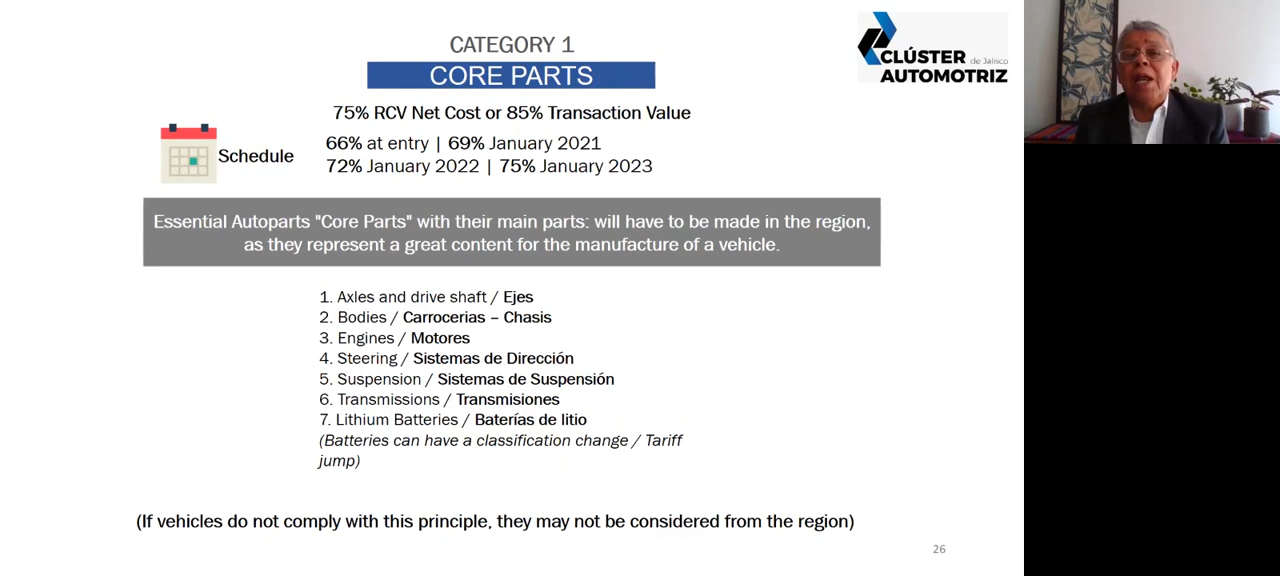 CATEGORY 1
CORE PARTS
CLÚSTER de Jalisco
AUTOMOTRIZ
75% RCV Net Cost or 85% Transaction Value
Schedule
66% at entry | 69% January 2021
72% January 2022 | 75% January 2023
Essential Autoparts "Core Parts" with their main parts: will have to be made in the region,
as they represent a great content for the manufacture of a vehicle.
1. Axles and drive shaft / Ejes
2. Bodies / Carrocerias – Chasis
3. Engines / Motores
4. Steering / Sistemas de Dirección
5. Suspension / Sistemas de Suspensión
6. Transmissions / Transmisiones
7. Lithium Batteries / Baterías de litio
(Batteries can have a classification change / Tariff
jump)
(If vehicles do not comply with this principle, they may not be considered from the region)
26